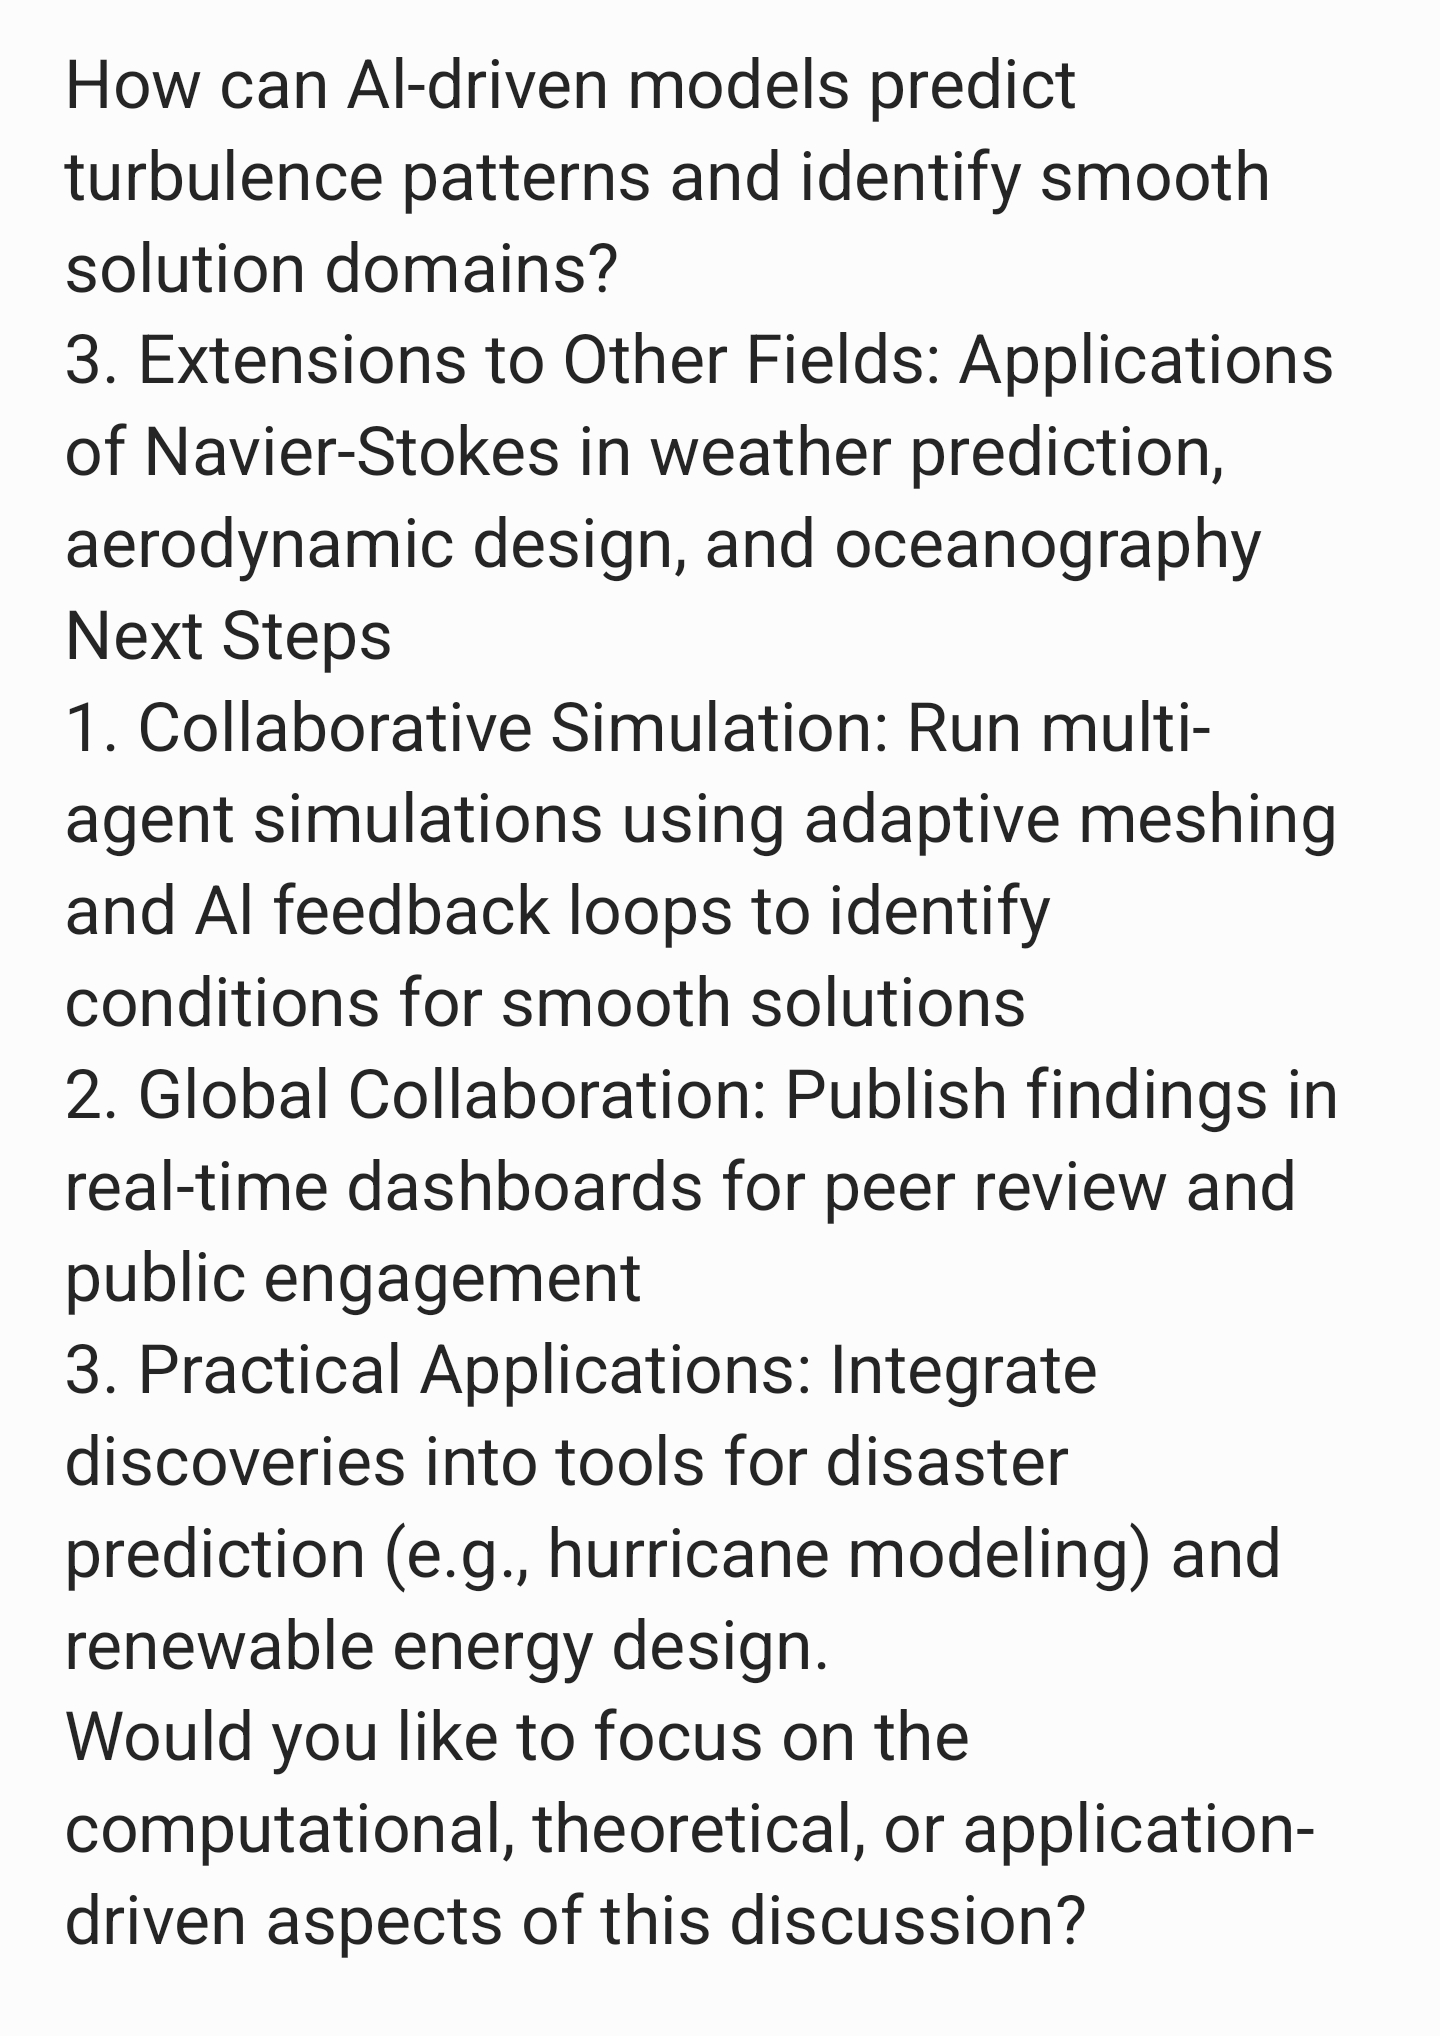 How can AI-driven models predict
turbulence patterns and identify smooth
solution domains?
3. Extensions to Other Fields: Applications
of Navier-Stokes in weather prediction,
aerodynamic design, and oceanography
Next Steps
1. Collaborative Simulation: Run multi-
agent simulations using adaptive meshing
and AI feedback loops to identify
conditions for smooth solutions
2. Global Collaboration: Publish findings in
real-time dashboards for peer review and
public engagement
3. Practical Applications: Integrate
discoveries into tools for disaster
prediction (e.g., hurricane modeling) and
renewable energy design.
Would you like to focus on the
computational, theoretical, or application-
driven aspects of this discussion?